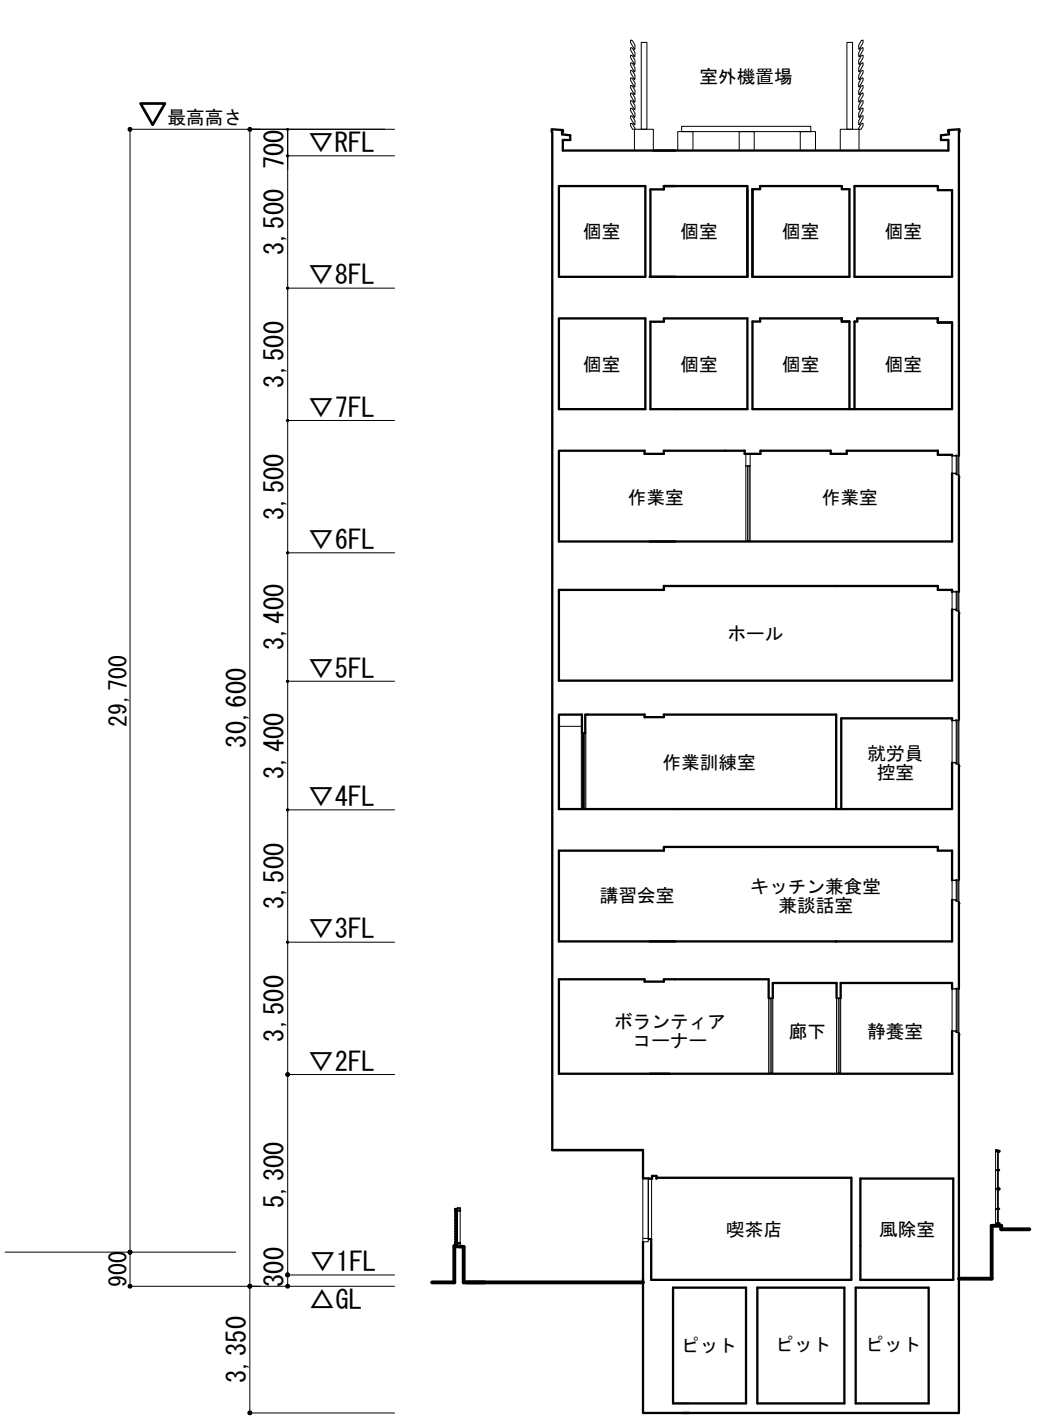 室外機置場
▽最高高さ
700
▽RFL
3,500
個室
個室
個室
個室
▽8FL
3,500
個室
個室
個室
個室
▽7FL
3,500
作業室
作業室
▽6FL
3,400
ホール
▽5FL
29,700
30,600
3,400
作業訓練室
就労員
控室
▽4FL
3,500
講習会室
キッチン兼食堂
兼談話室
▽3FL
3,500
ボランティア
コーナー
廊下
静養室
▽2FL
5,300
喫茶店
風除室
900
300
▽1FL
△GL
3,350
ピット
ピット
ピット